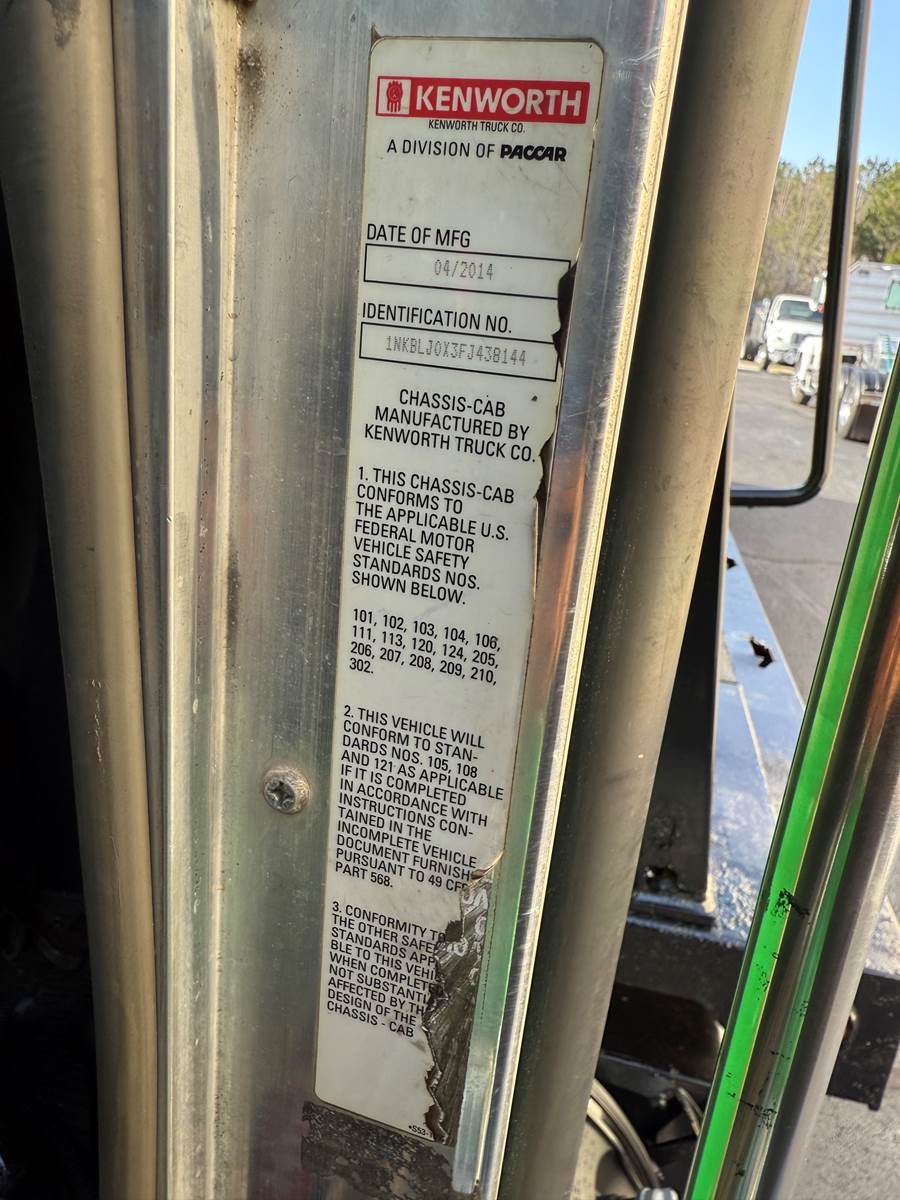 KENWORTH
KENWORTH TRUCK CO.
A DIVISION OF PACCAR
DATE OF MFG
04/2014
IDENTIFICATION NO.
1NKBLJ0X3FJ438144
CHASSIS-CAB
MANUFACTURED BY
KENWORTH TRUCK CO.
1. THIS CHASSIS-CAB
CONFORMS TO
THE APPLICABLE U.S.
FEDERAL MOTOR
VEHICLE SAFETY
STANDARDS NOS.
SHOWN BELOW.
101, 102, 103, 104, 106,
111, 113, 120, 124, 205,
206, 207, 208, 209, 210,
302.
2. THIS VEHICLE WILL
CONFORM TO STAN-
DARDS NOS. 105, 108
AND 121 AS APPLICABLE
IF IT IS COMPLETED
IN ACCORDANCE WITH
INSTRUCTIONS CON-
TAINED IN THE
INCOMPLETE VEHICLE
DOCUMENT FURNISH
PURSUANT TO 49 CFR
PART 568.
3. CONFORMITY TO
THE OTHER SAFE
STANDARDS APP
BLE TO THIS VEHI
WHEN COMPLETE
NOT SUBSTANTI
AFFECTED BY TH
DESIGN OF THE
CHASSIS - CAB